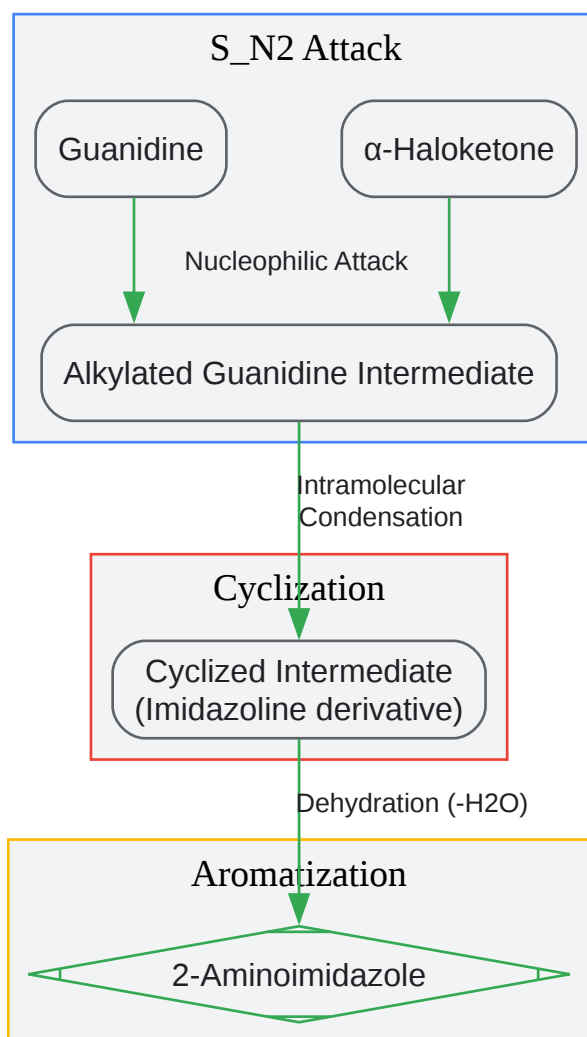 S_N2 Attack
Guanidine
α-Haloketone
Nucleophilic Attack
Alkylated Guanidine Intermediate
Intramolecular
Condensation
Cyclization
Cyclized Intermediate
(Imidazoline derivative)
Dehydration (-H2O)
Aromatization
2-Aminoimidazole